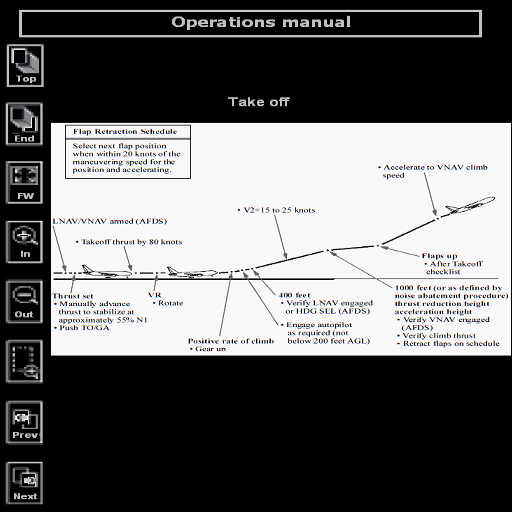 Operations manual
Top
End
FW
In
Out
Prev
Next
Take off
Flap Retraction Schedule
Select next flap position
when within 20 knots of the
maneuvering speed for the
position and accelerating.
• Accelerate to VNAV climb
speed
• V2+15 to 25 knots
LNAV/VNAV armed (AFDS)
• Takeoff thrust by 80 knots
Flaps up
• After Takeoff
checklist
Thrust set
• Manually advance
thrust to stabilize at
approximately 55% N1
• Push TO/GA
VR
• Rotate
Positive rate of climb
• Gear up
400 feet
• Verify LNAV engaged
or HDG SEL (AFDS)
• Engage autopilot
as required (not
below 200 feet AGL)
1000 feet (or as defined by
noise abatement procedure)
thrust reduction height
acceleration height
• Verify VNAV engaged
(AFDS)
• Verify climb thrust
• Retract flaps on schedule